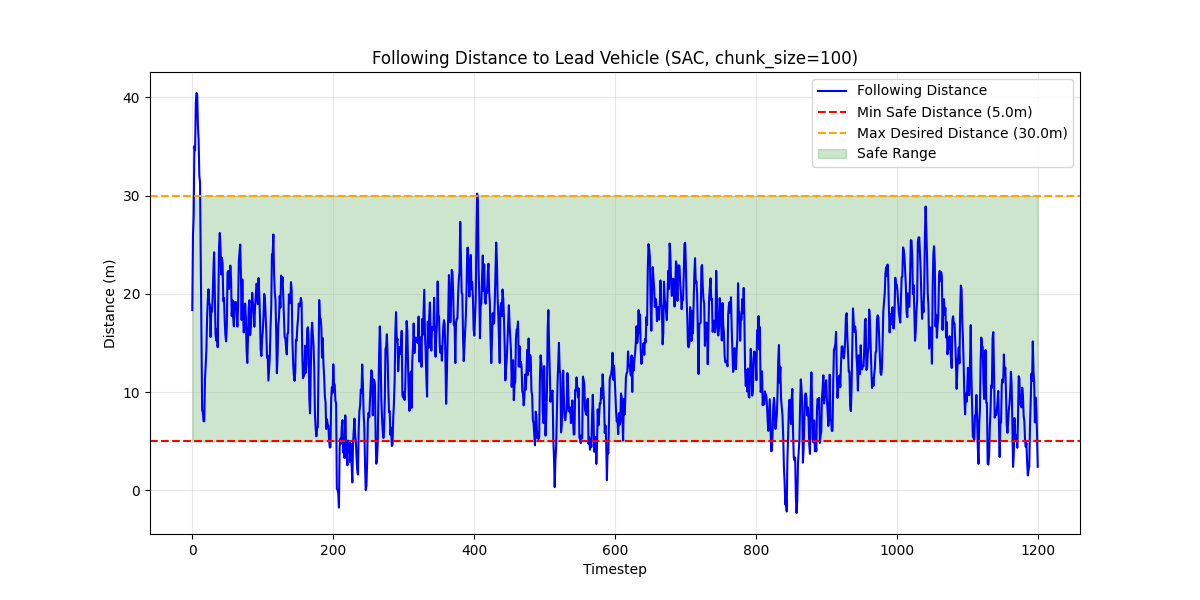 Following Distance to Lead Vehicle (SAC, chunk_size=100)
Following Distance
Min Safe Distance (5.0m)
Max Desired Distance (30.0m)
Safe Range
Distance (m)
40
30
20
10
0
0 200 400 600 800 1000 1200
Timestep